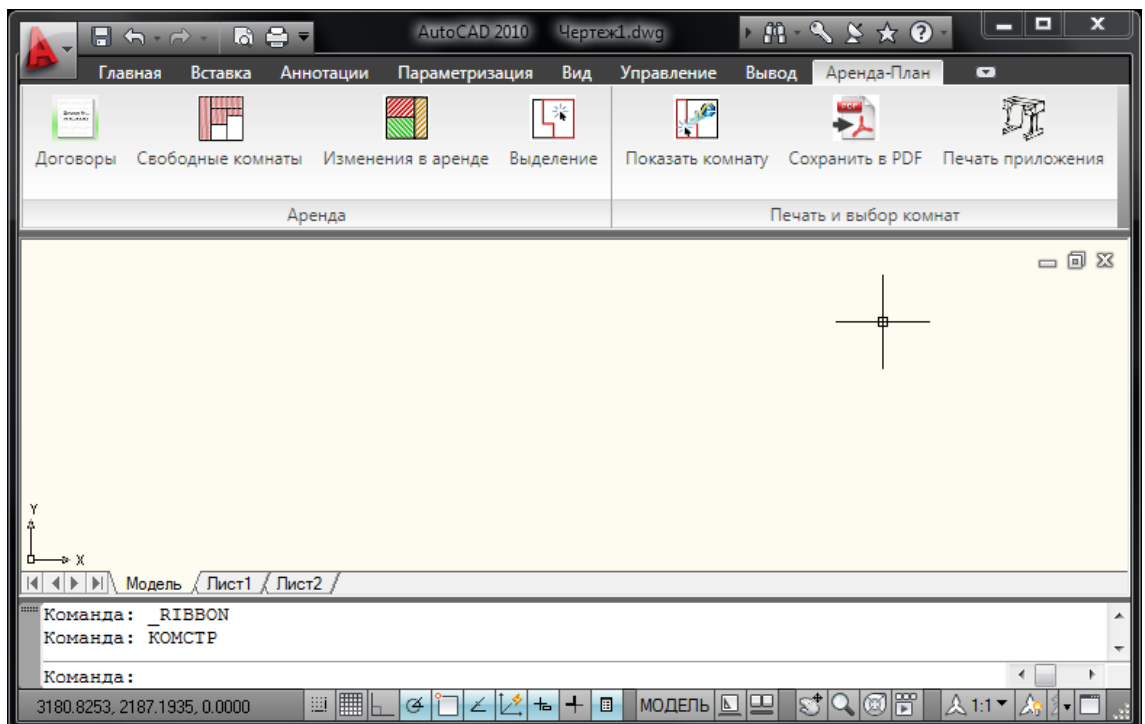 AutoCAD 2010 Чертеж1.dwg
Главная Вставка Аннотации Параметризация Вид Управление Вывод Аренда-План
Договоры Свободные комнаты Изменения в аренде Выделение Показать комнату Сохранить в PDF Печать приложения
Аренда Печать и выбор комнат
Y
X
Модель Лист1 Лист2
Команда: _RIBBON
Команда: КОМСТР
Команда:
3180.8253, 2187.1935, 0.0000 МОДЕЛЬ 1:1